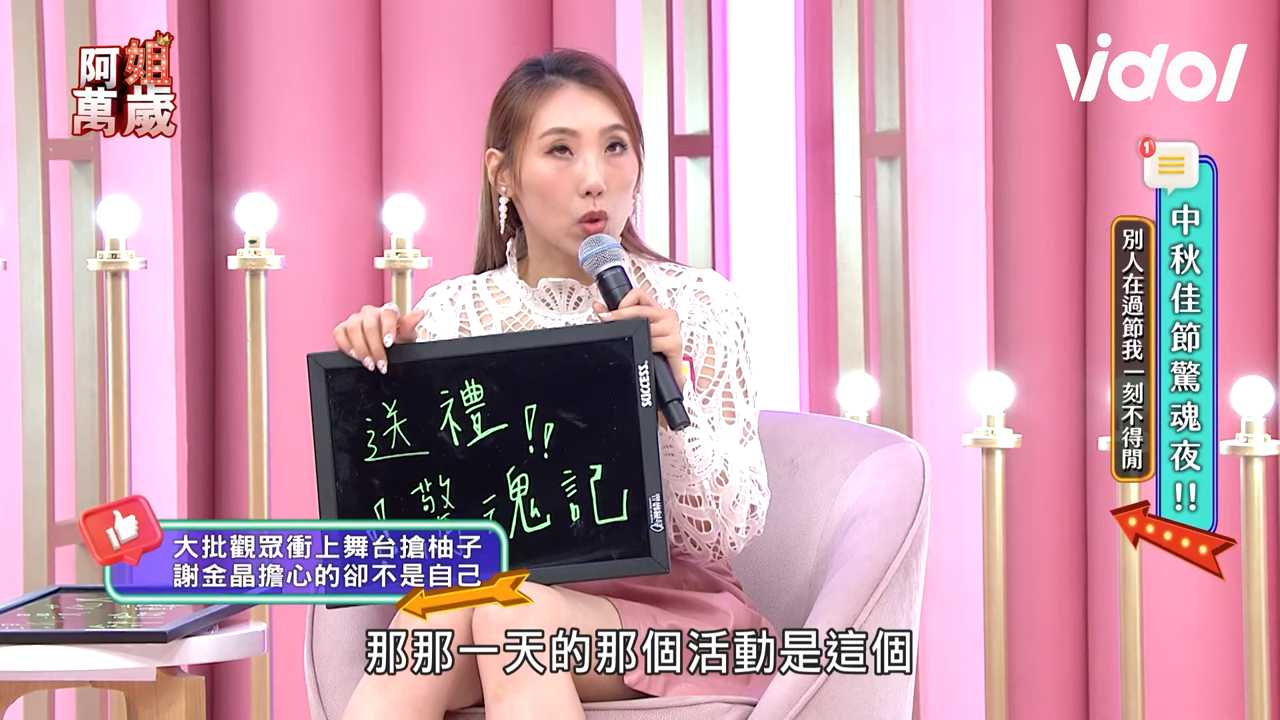 阿姐
萬歲
Vidol
1
中秋佳節驚魂夜!!
別人在過節我一刻不得閒
SUCCESS.
送禮!!
驚魂記
大批觀眾衝上舞台搶柚子
謝金晶擔心的卻不是自己
那那一天的那個活動是這個